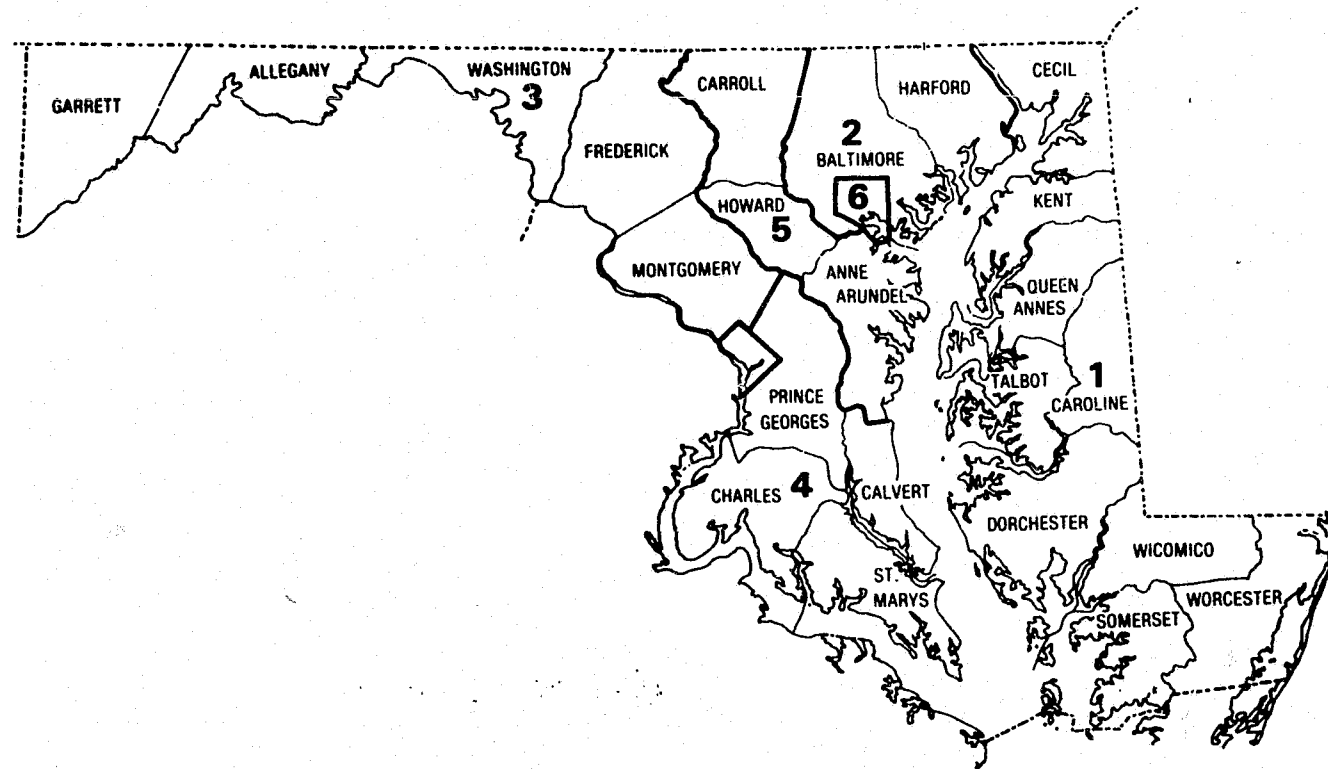 GARRETT
ALLEGANY
WASHINGTON
3
FREDERICK
CARROLL
HARFORD
CECIL
2
BALTIMORE
6
KENT
HOWARD
5
MONTGOMERY
ANNE
ARUNDEL
QUEEN
ANNES
TALBOT
1
CAROLINE
PRINCE
GEORGES
CHARLES
4
CALVERT
DORCHESTER
WICOMICO
ST.
MARYS
WORCESTER
SOMERSET